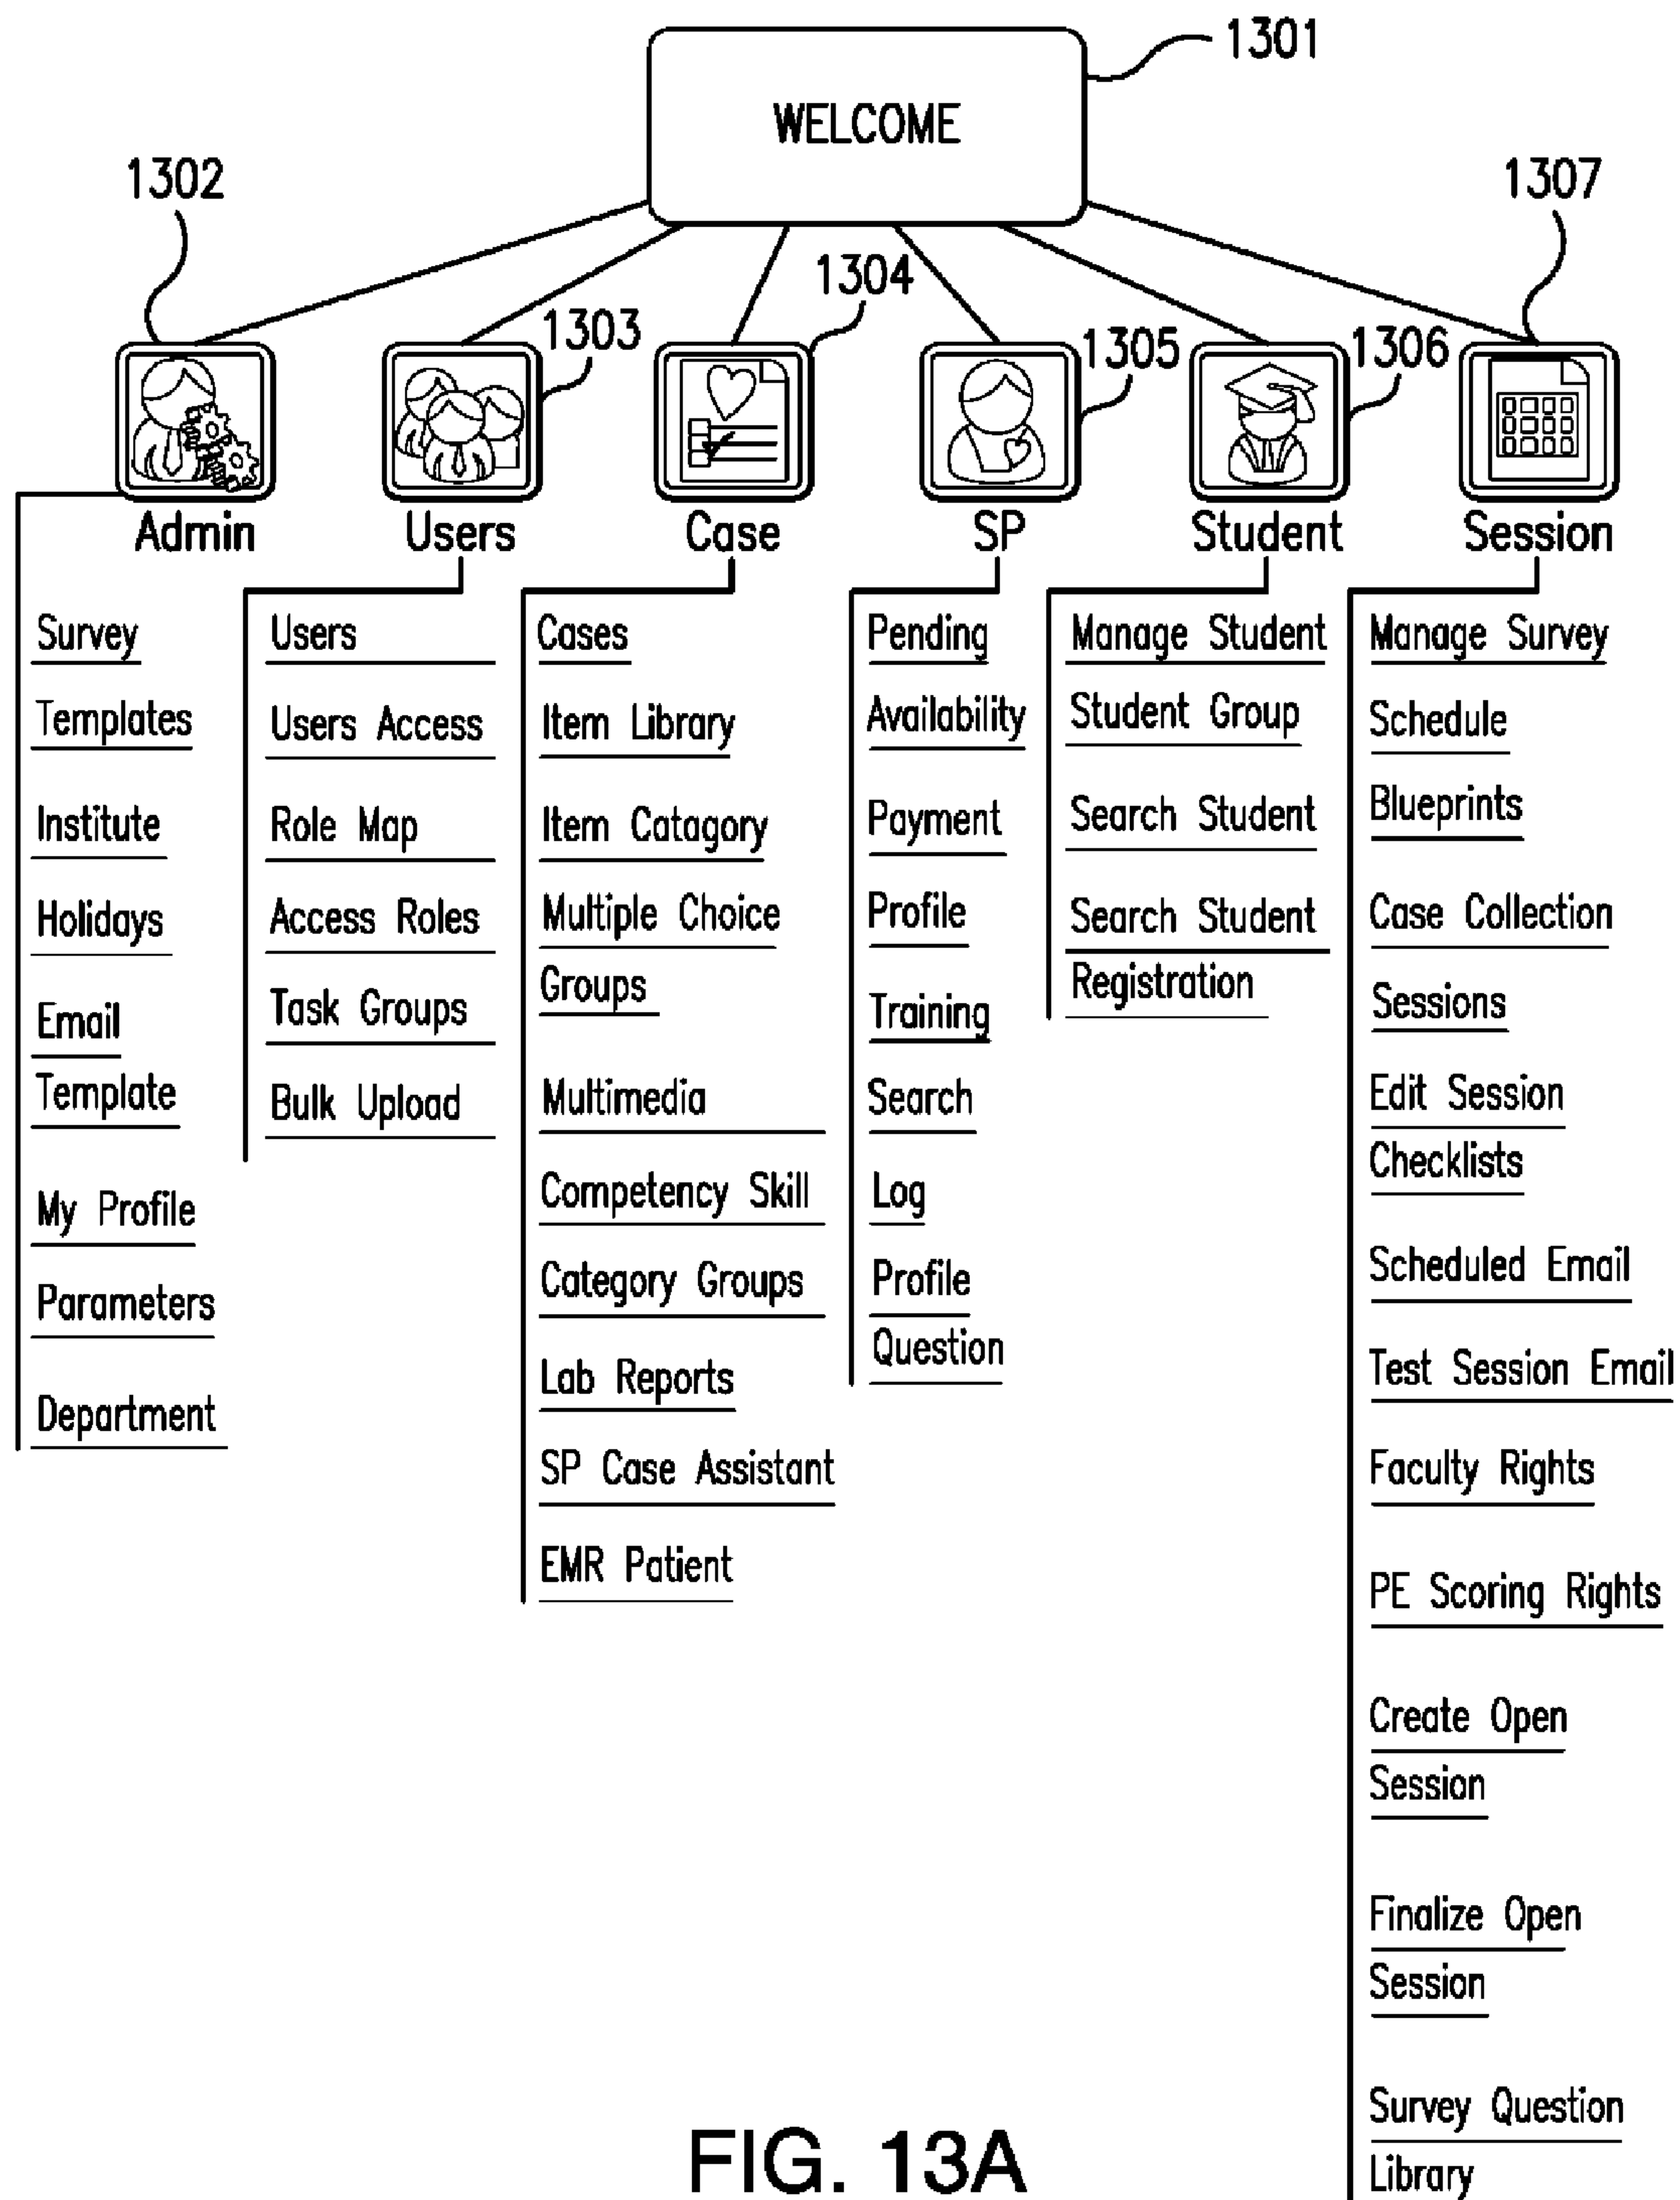 1301
WELCOME
1302
1307
1304
1303
1305
1306
Admin
Users
Case
SP
Student
Session
Survey
Templates
Institute
Holidays
Email
Template
My Profile
Parameters
Department
Users
Users Access
Role Map
Access Roles
Task Groups
Bulk Upload
Cases
Item Library
Item Catagory
Multiple Choice
Groups
Multimedia
Competency Skill
Category Groups
Lab Reports
SP Case Assistant
EMR Patient
Pending
Availability
Payment
Profile
Training
Search
Log
Profile
Question
Manage Student
Student Group
Search Student
Search Student
Registration
Manage Survey
Schedule
Blueprints
Case Collection
Sessions
Edit Session
Checklists
Scheduled Email
Test Session Email
Faculty Rights
PE Scoring Rights
Create Open
Session
Finalize Open
Session
Survey Question
Library
FIG. 13A